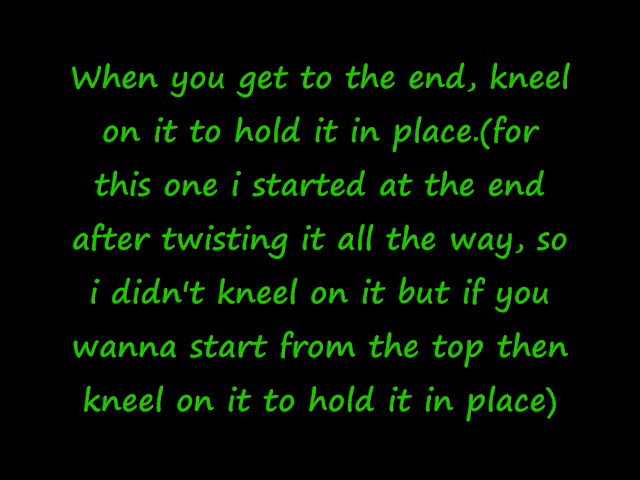 When you get to the end, kneel
on it to hold it in place.(for
this one i started at the end
after twisting it all the way, so
i didn't kneel on it but if you
wanna start from the top then
kneel on it to hold it in place)